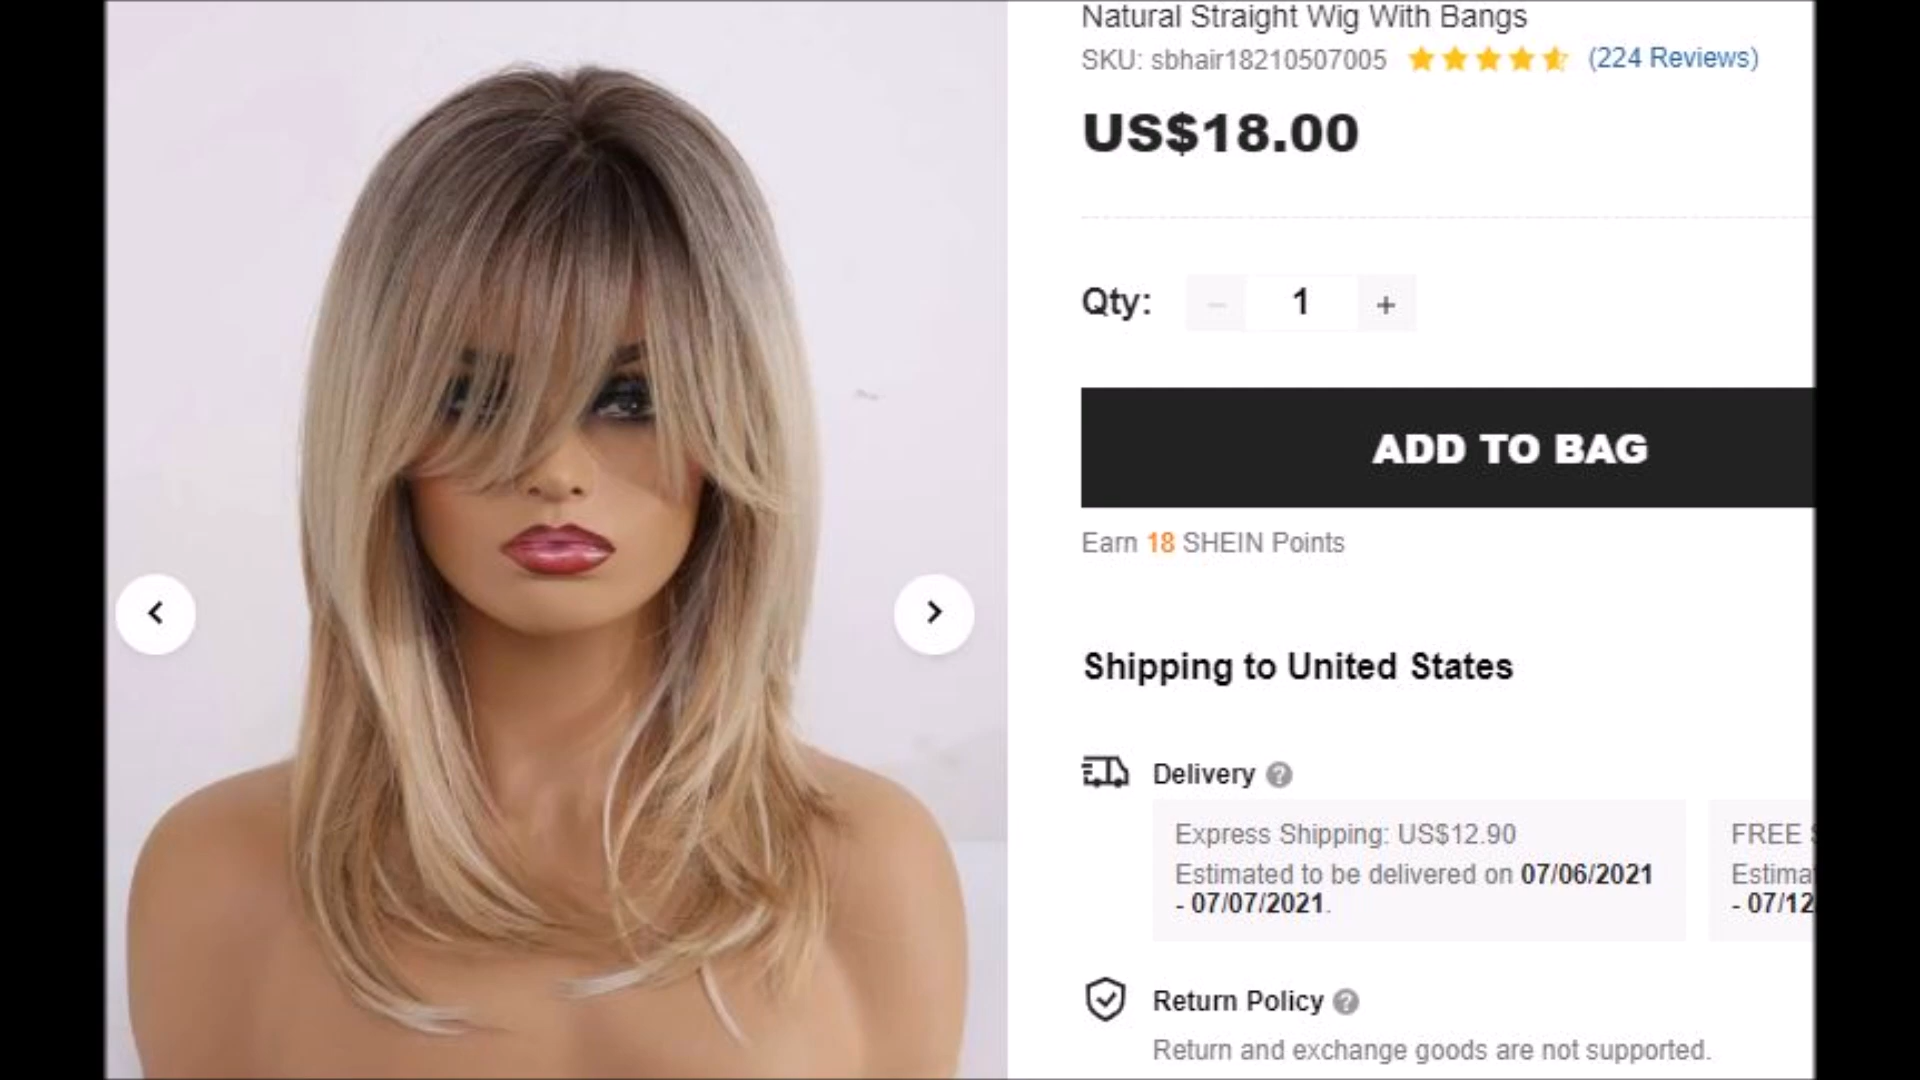 Natural Straight Wig With Bangs
SKU: sbhair18210507005 (224 Reviews)
US$18.00
Qty: − 1 +
ADD TO BAG
Earn 18 SHEIN Points
Shipping to United States
Delivery ?
Express Shipping: US$12.90
Estimated to be delivered on 07/06/2021
- 07/07/2021.
FREE
- 07/12
Return Policy ?
Return and exchange goods are not supported.